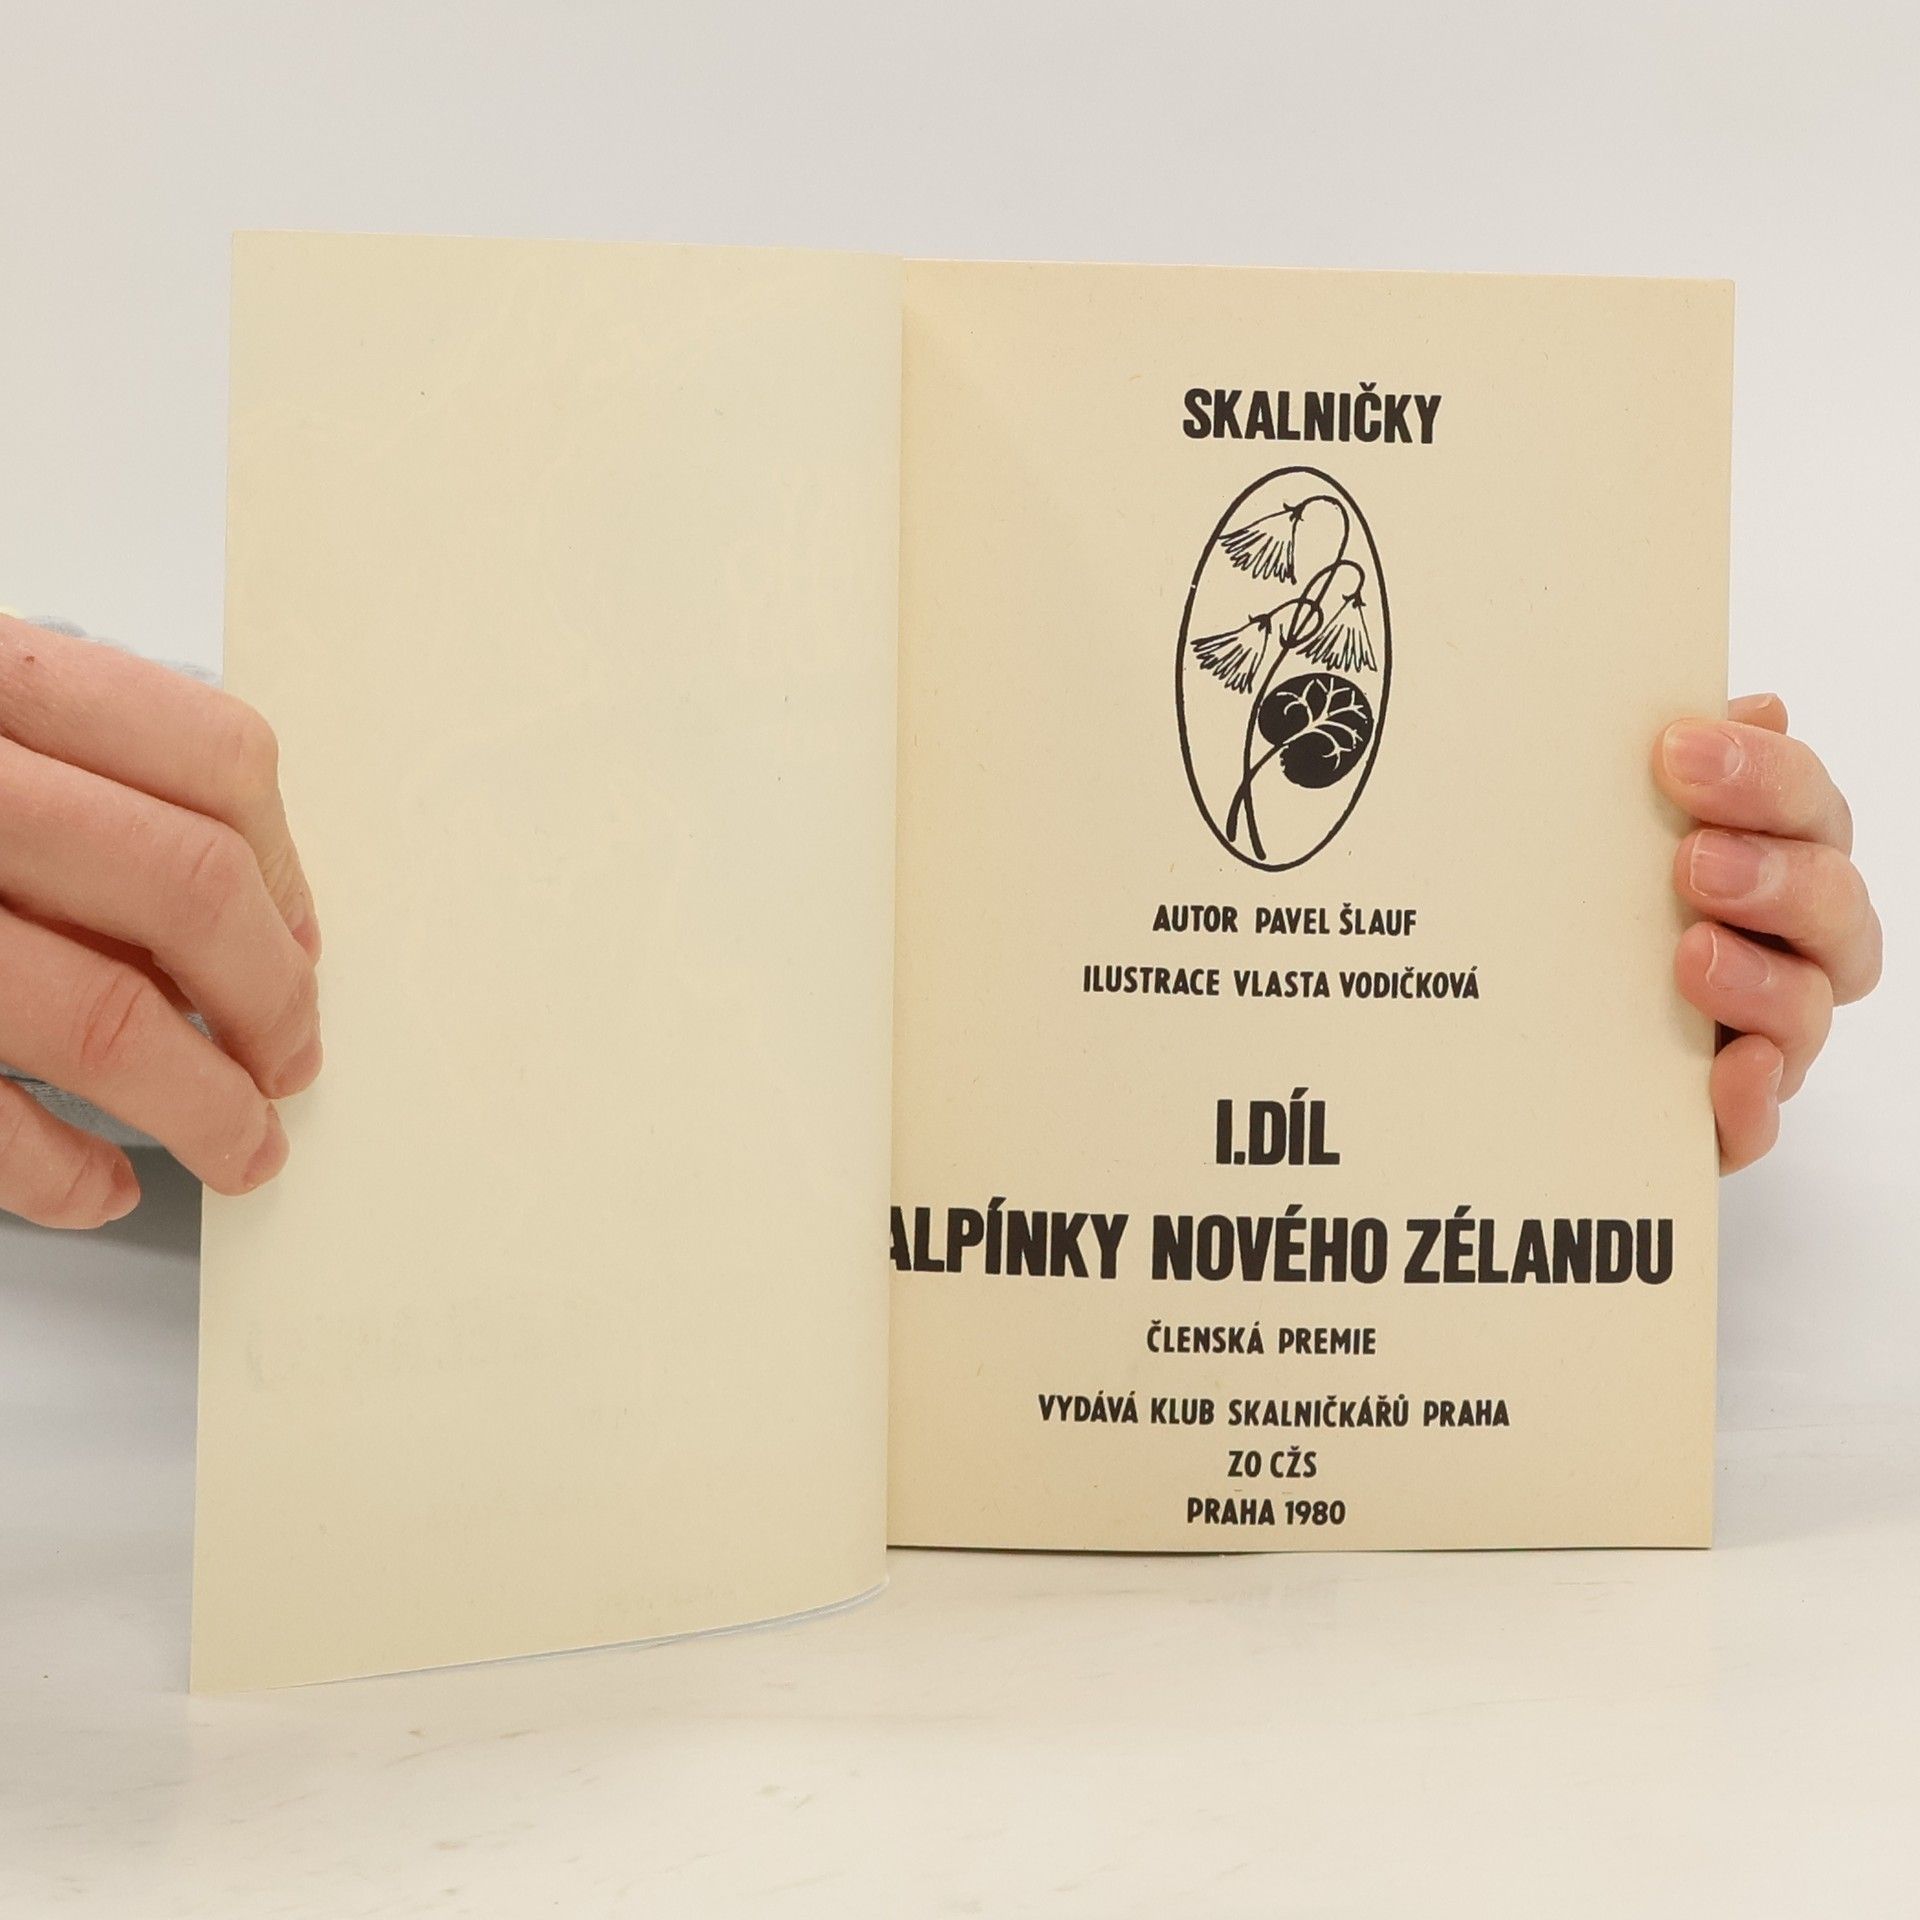 SKALNIČKY
AUTOR PAVEL ŠLAUF
ILUSTRACE VLASTA VODIČKOVÁ
I.DÍL
ALPÍNKY NOVÉHO ZÉLANDU
ČLENSKÁ PREMIE
VYDÁVÁ KLUB SKALNIČKÁŘŮ PRAHA
ZO CŽS
PRAHA 1980